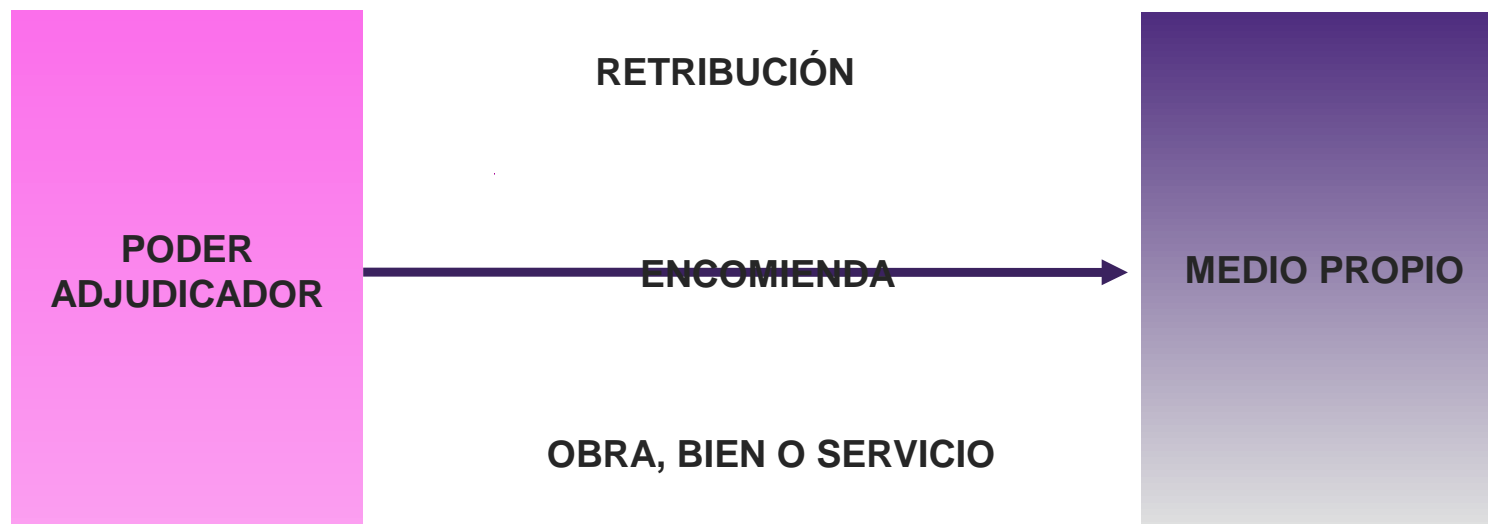 RETRIBUCIÓN
PODER
ADJUDICADOR
ENCOMIENDA
MEDIO PROPIO
OBRA, BIEN O SERVICIO